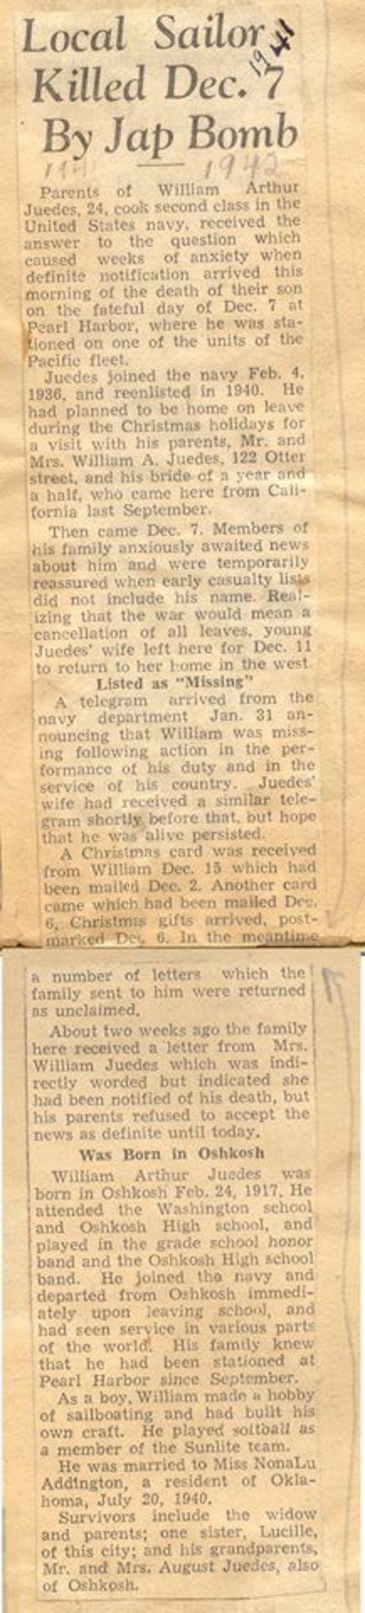 Local Sailor
1941
Killed Dec. 7
By Jap Bomb
1942
Parents of William Arthur
Juedes, 24, cook second class in the
United States navy, received the
answer to the question which
caused weeks of anxiety when
definite notification arrived this
morning of the death of their son
on the fateful day of Dec. 7 at
Pearl Harbor, where he was sta-
tioned on one of the units of the
Pacific fleet.
Juedes joined the navy Feb. 4,
1936, and reenlisted in 1940. He
had planned to be home on leave
during the Christmas holidays for
a visit with his parents, Mr. and
Mrs. William A. Juedes, 122 Otter
street, and his bride of a year and
a half, who came here from Cali-
fornia last September.
Then came Dec. 7. Members of
his family anxiously awaited news
about him and were temporarily
reassured when early casualty lists
did not include his name. Real-
izing that the war would mean a
cancellation of all leaves, young
Juedes' wife left here for Dec. 11
to return to her home in the west.
Listed as "Missing"
A telegram arrived from the
navy department Jan. 31 an-
nouncing that William was miss-
ing following action in the per-
formance of his duty and in the
service of his country. Juedes'
wife had received a similar tele-
gram shortly before that, but hope
that he was alive persisted.
A Christmas card was received
from William Dec. 15 which had
been mailed Dec. 2. Another card
came which had been mailed Dec.
6, Christmas gifts arrived, post-
marked Dec. 6. In the meantime
a number of letters which the
family sent to him were returned
as unclaimed.
About two weeks ago the family
here received a letter from Mrs.
William Juedes which was indi-
rectly worded but indicated she
had been notified of his death, but
his parents refused to accept the
news as definite until today.
Was Born in Oshkosh
William Arthur Juedes was
born in Oshkosh Feb. 24, 1917. He
attended the Washington school
and Oshkosh High school, and
played in the grade school honor
band and the Oshkosh High school
band. He joined the navy and
departed from Oshkosh immedi-
ately upon leaving school, and
had seen service in various parts
of the world. His family knew
that he had been stationed at
Pearl Harbor since September.
As a boy, William made a hobby
of sailboating and had built his
own craft. He played softball as
a member of the Sunlite team.
He was married to Miss NonaLu
Addington, a resident of Okla-
homa, July 20, 1940.
Survivors include the widow
and parents; one sister, Lucille,
of this city; and his grandparents,
Mr. and Mrs. August Juedes, also
of Oshkosh.